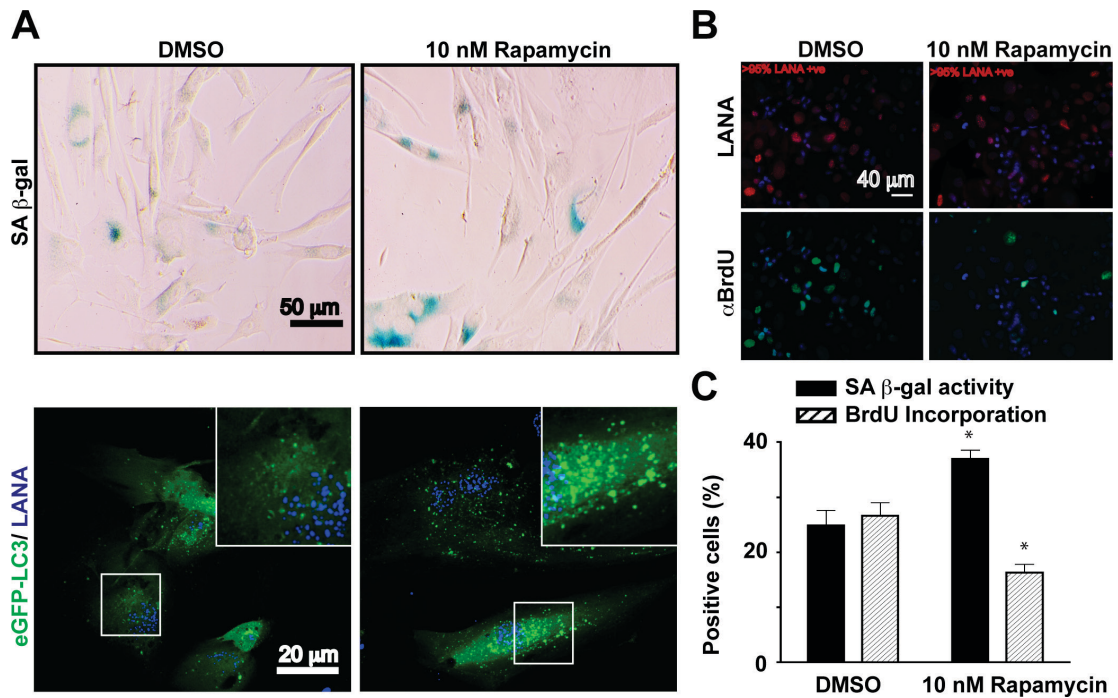 A
DMSO
10 nM Rapamycin
SA β-gal
50 μm
eGFP-LC3/ LANA
20 μm
B
DMSO
10 nM Rapamycin
LANA
>95% LANA +ve
>95% LANA +ve
40 μm
αBrdU
C
SA β-gal activity
BrdU Incorporation
Positive cells (%)
40
20
0
*
*
DMSO
10 nM Rapamycin